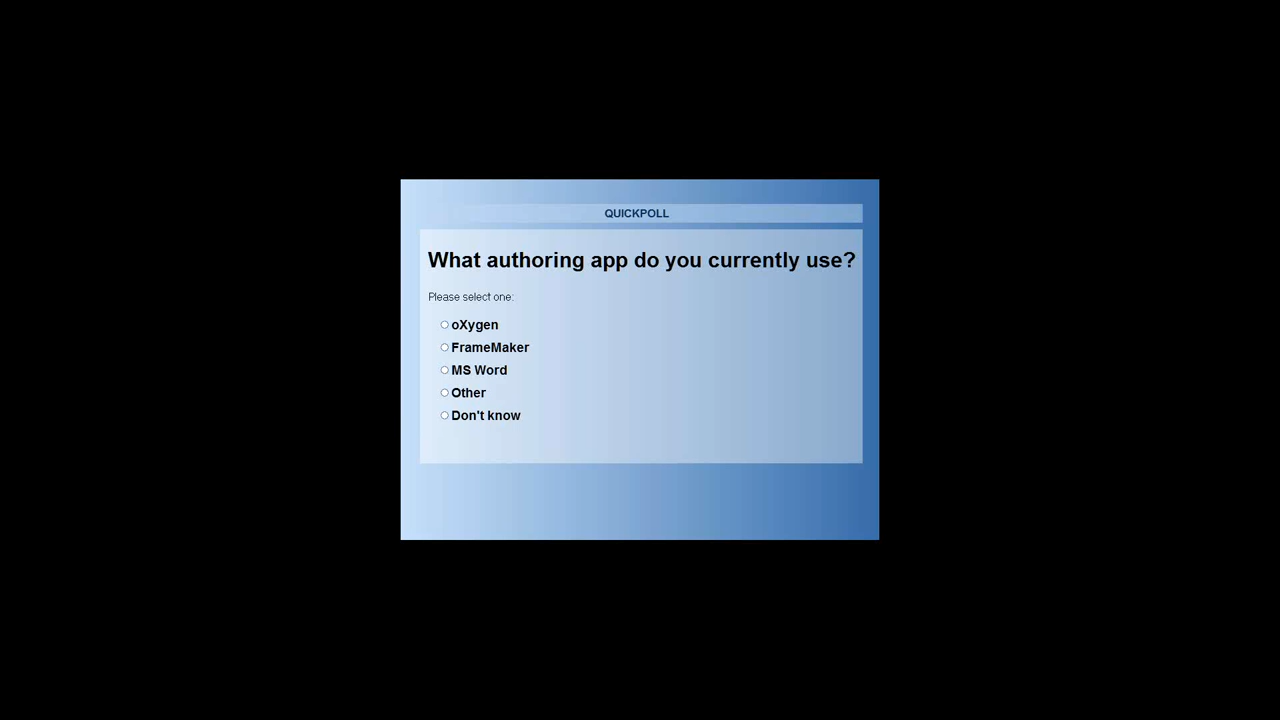 QUICKPOLL
What authoring app do you currently use?
Please select one:
oXygen
FrameMaker
MS Word
Other
Don't know